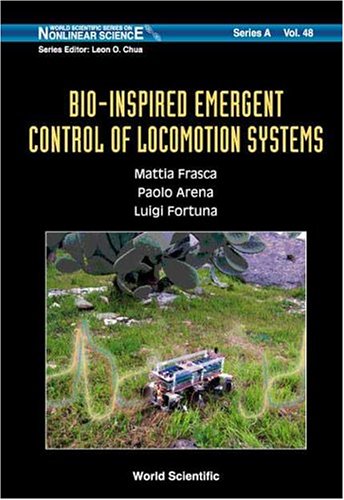 WORLD SCIENTIFIC SERIES ON
NONLINEAR SCIENCE
Series A Vol. 48
Series Editor: Leon O. Chua
BIO-INSPIRED EMERGENT
CONTROL OF LOCOMOTION SYSTEMS
Mattia Frasca
Paolo Arena
Luigi Fortuna
World Scientific